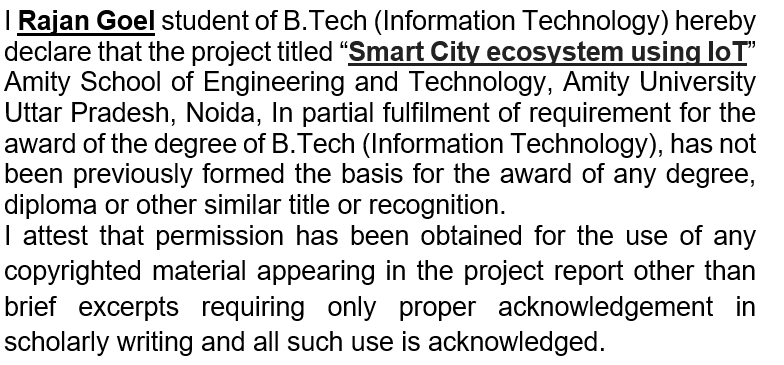 I Rajan Goel student of B.Tech (Information Technology) hereby
declare that the project titled “Smart City ecosystem using IoT”
Amity School of Engineering and Technology, Amity University
Uttar Pradesh, Noida, In partial fulfilment of requirement for the
award of the degree of B.Tech (Information Technology), has not
been previously formed the basis for the award of any degree,
diploma or other similar title or recognition.
I attest that permission has been obtained for the use of any
copyrighted material appearing in the project report other than
brief excerpts requiring only proper acknowledgement in
scholarly writing and all such use is acknowledged.